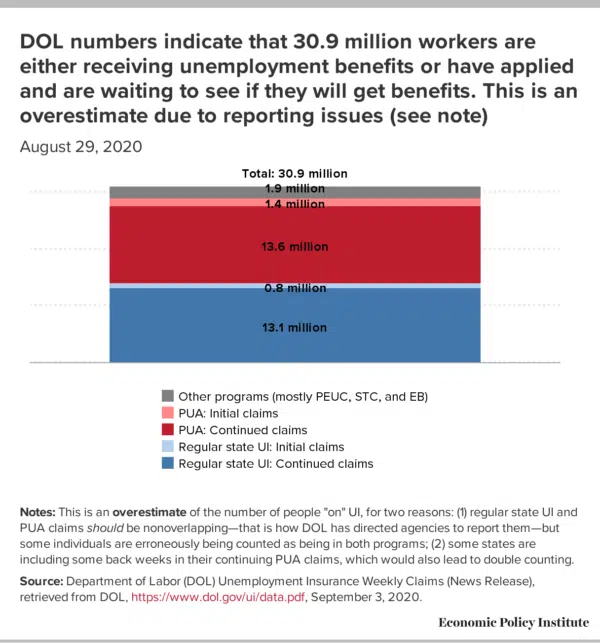 DOL numbers indicate that 30.9 million workers are
either receiving unemployment benefits or have applied
and are waiting to see if they will get benefits. This is an
overestimate due to reporting issues (see note)
August 29, 2020
Total: 30.9 million
1.9 million
1.4 million
13.6 million
0.8 million
13.1 million
Other programs (mostly PEUC, STC, and EB)
PUA: Initial claims
PUA: Continued claims
Regular state UI: Initial claims
Regular state UI: Continued claims
Notes: This is an overestimate of the number of people "on" UI, for two reasons: (1) regular state UI and
PUA claims should be nonoverlapping—that is how DOL has directed agencies to report them—but
some individuals are erroneously being counted as being in both programs; (2) some states are
including some back weeks in their continuing PUA claims, which would also lead to double counting.
Source: Department of Labor (DOL) Unemployment Insurance Weekly Claims (News Release),
retrieved from DOL, https://www.dol.gov/ui/data.pdf, September 3, 2020.
Economic Policy Institute